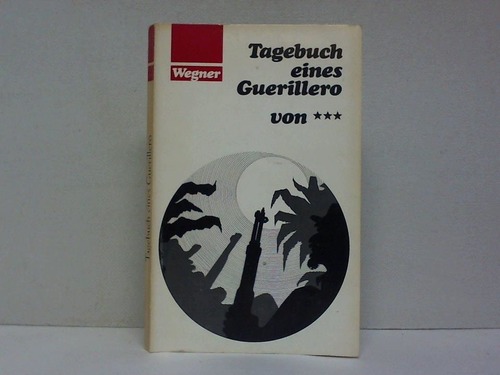 Wegner
Tagebuch
eines
Guerillero
von ***
Tagebuch eines Guerillero